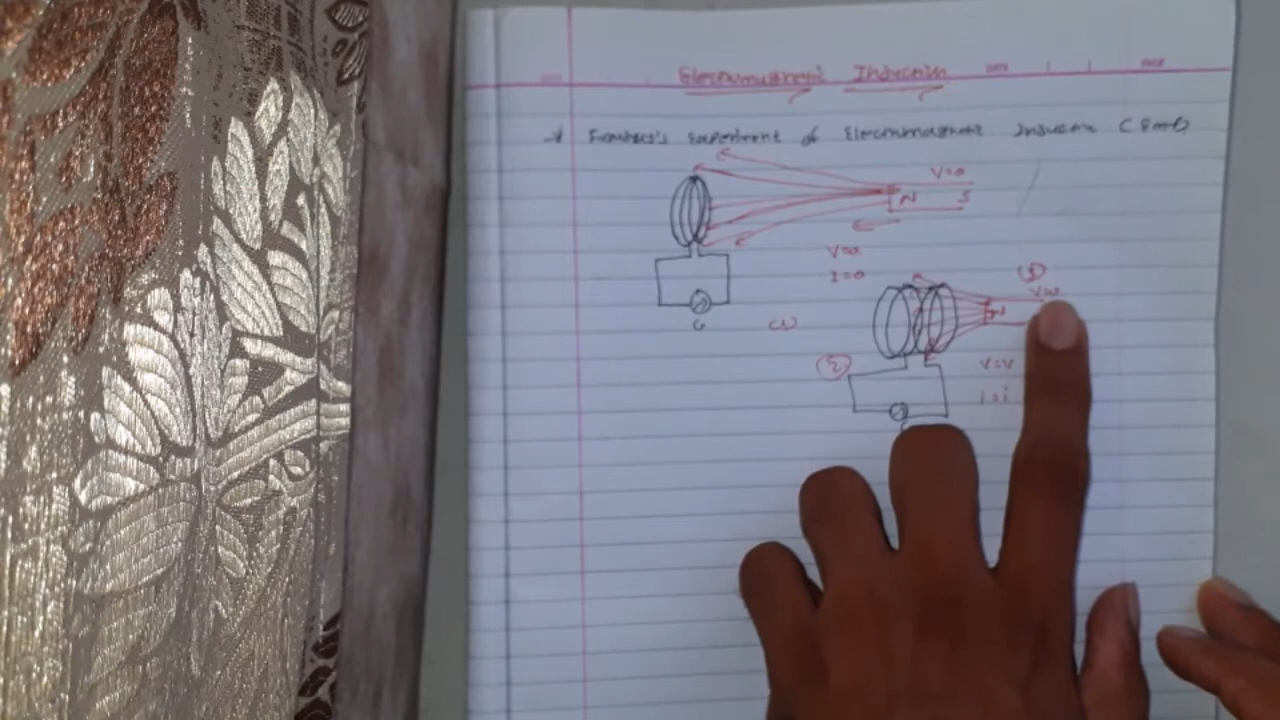 Electromagnetic Induction
Faraday's Experiment of Electromagnetic Induction (
V=0
N S
V=0
I=0
G
(1)
V=
N
(2)
V=V
i=i